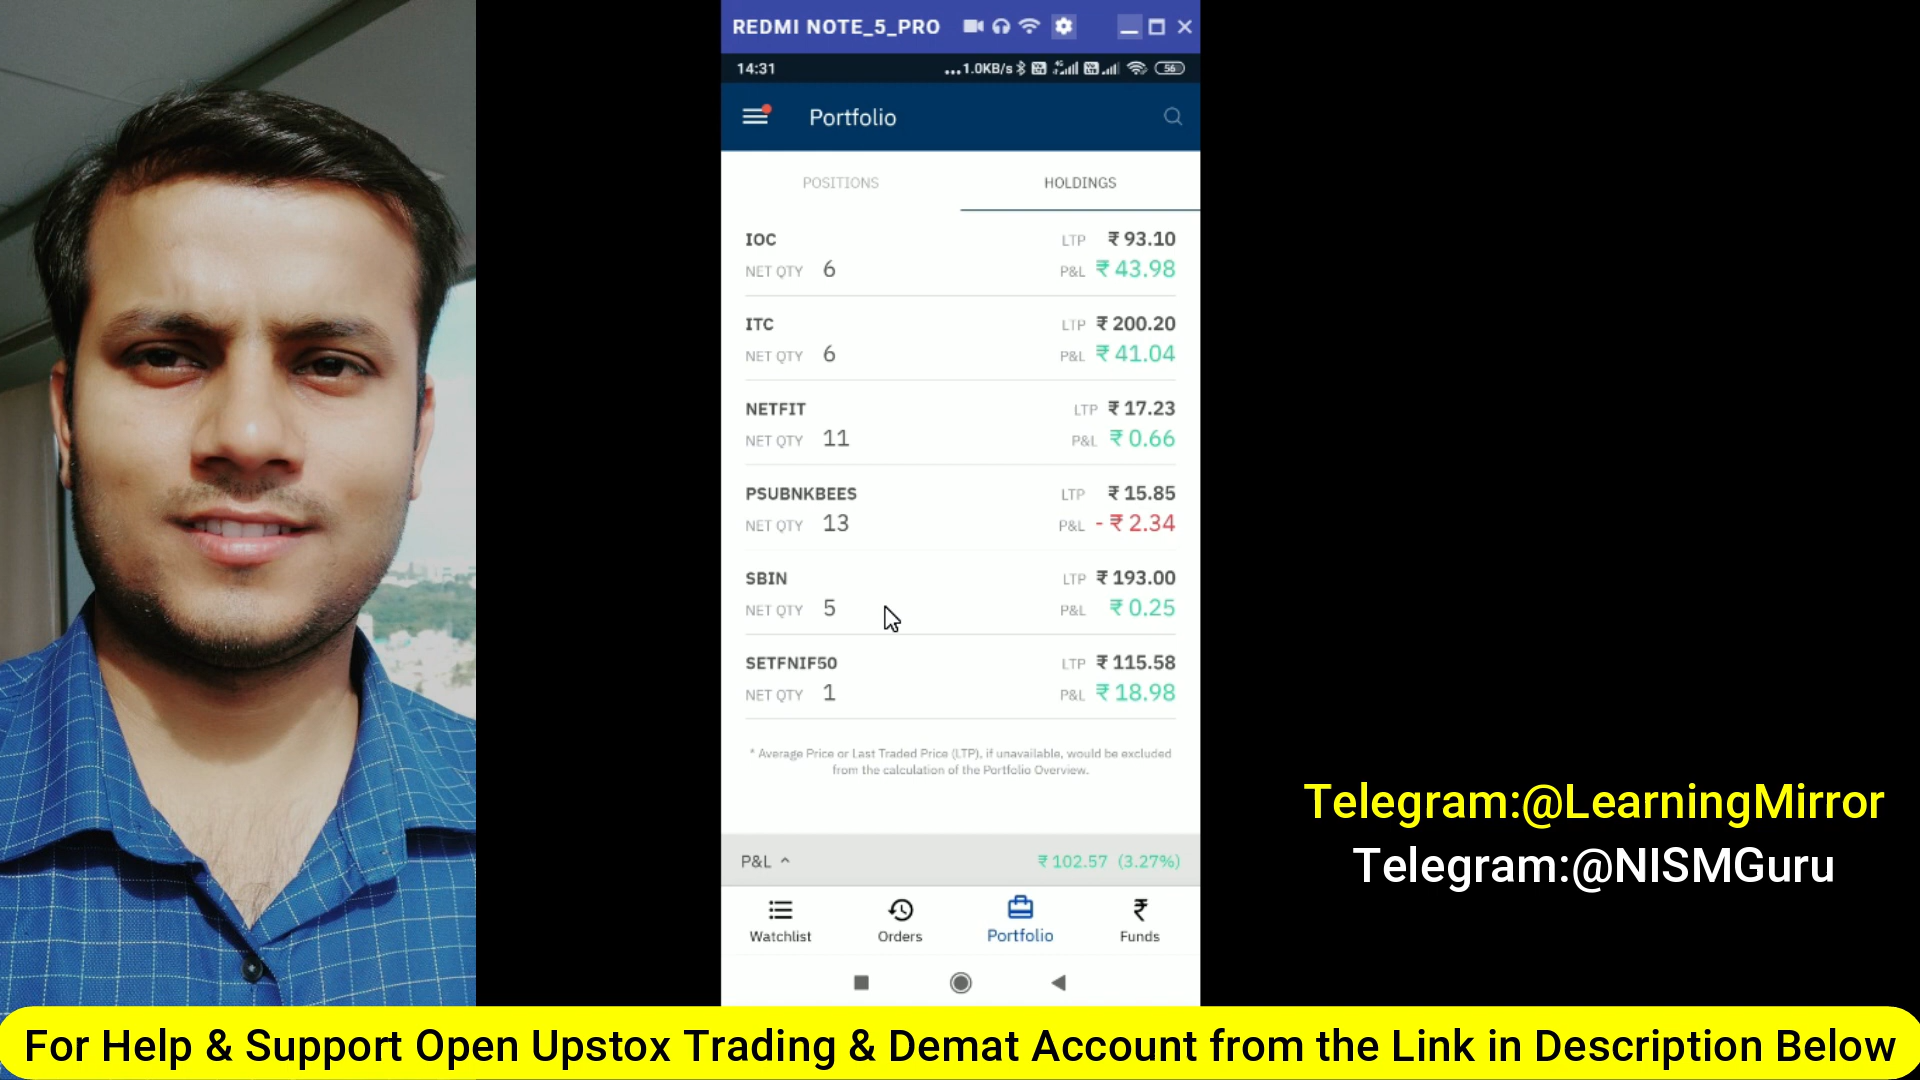 REDMI NOTE_5_PRO
14:31
...1.0KB/s 4G 56
Portfolio
POSITIONS HOLDINGS
IOC LTP ₹ 93.10
NET QTY 6 P&L ₹ 43.98
ITC LTP ₹ 200.20
NET QTY 6 P&L ₹ 41.04
NETFIT LTP ₹ 17.23
NET QTY 11 P&L ₹ 0.66
PSUBNKBEES LTP ₹ 15.85
NET QTY 13 P&L - ₹ 2.34
SBIN LTP ₹ 193.00
NET QTY 5 P&L ₹ 0.25
SETFNIF50 LTP ₹ 115.58
NET QTY 1 P&L ₹ 18.98
* Average Price or Last Traded Price (LTP), if unavailable, would be excluded
from the calculation of the Portfolio Overview.
P&L ₹ 102.57 (3.27%)
Watchlist Orders Portfolio Funds
Telegram:@LearningMirror
Telegram:@NISMGuru
For Help & Support Open Upstox Trading & Demat Account from the Link in Description Below